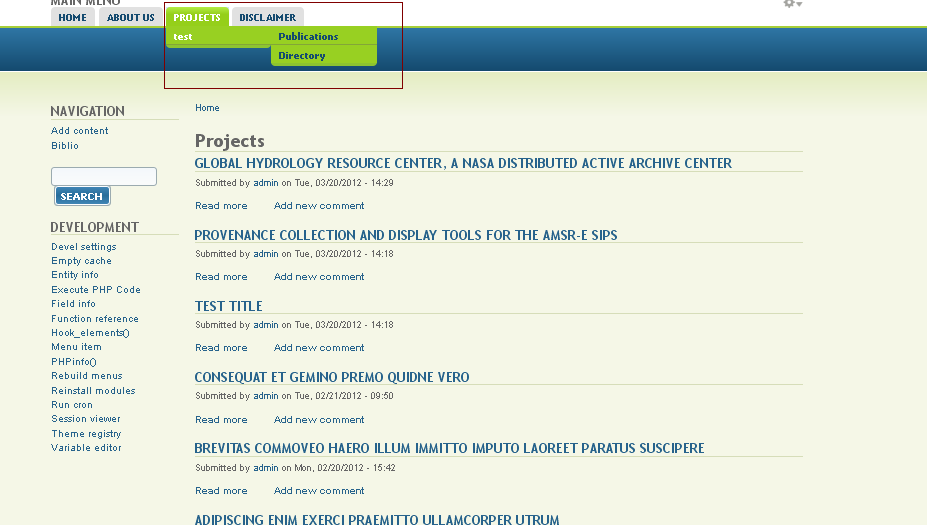 MAIN MENU
HOME ABOUT US PROJECTS DISCLAIMER
test Publications
Directory
NAVIGATION
Add content
Biblio
SEARCH
DEVELOPMENT
Devel settings
Empty cache
Entity info
Execute PHP Code
Field info
Function reference
Hook_elements()
Menu item
PHPinfo()
Rebuild menus
Reinstall modules
Run cron
Session viewer
Theme registry
Variable editor
Home
Projects
GLOBAL HYDROLOGY RESOURCE CENTER, A NASA DISTRIBUTED ACTIVE ARCHIVE CENTER
Submitted by admin on Tue, 03/20/2012 - 14:29
Read more Add new comment
PROVENANCE COLLECTION AND DISPLAY TOOLS FOR THE AMSR-E SIPS
Submitted by admin on Tue, 03/20/2012 - 14:18
Read more Add new comment
TEST TITLE
Submitted by admin on Tue, 03/20/2012 - 14:18
Read more Add new comment
CONSEQUAT ET GEMINO PREMO QUIDNE VERO
Submitted by admin on Tue, 02/21/2012 - 09:50
Read more Add new comment
BREVITAS COMMOVEO HAERO ILLUM IMMITTO IMPUTO LAOREET PARATUS SUSCIPERE
Submitted by admin on Mon, 02/20/2012 - 15:42
Read more Add new comment
ADIPISCING ENIM EXERCI PRAEMITTO ULLAMCORPER UTRUM